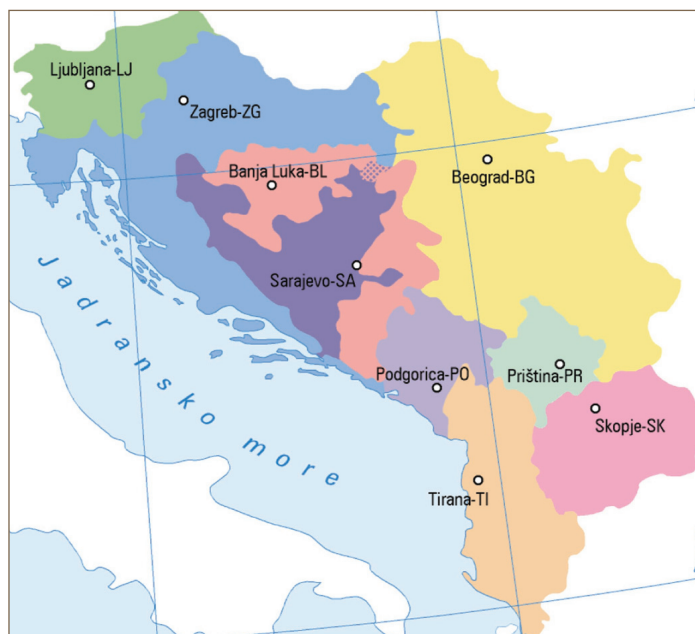 Ljubljana-LJ
Zagreb-ZG
Banja Luka-BL
Beograd-BG
Sarajevo-SA
Jadransko more
Podgorica-PO
Priština-PR
Skopje-SK
Tirana-TI